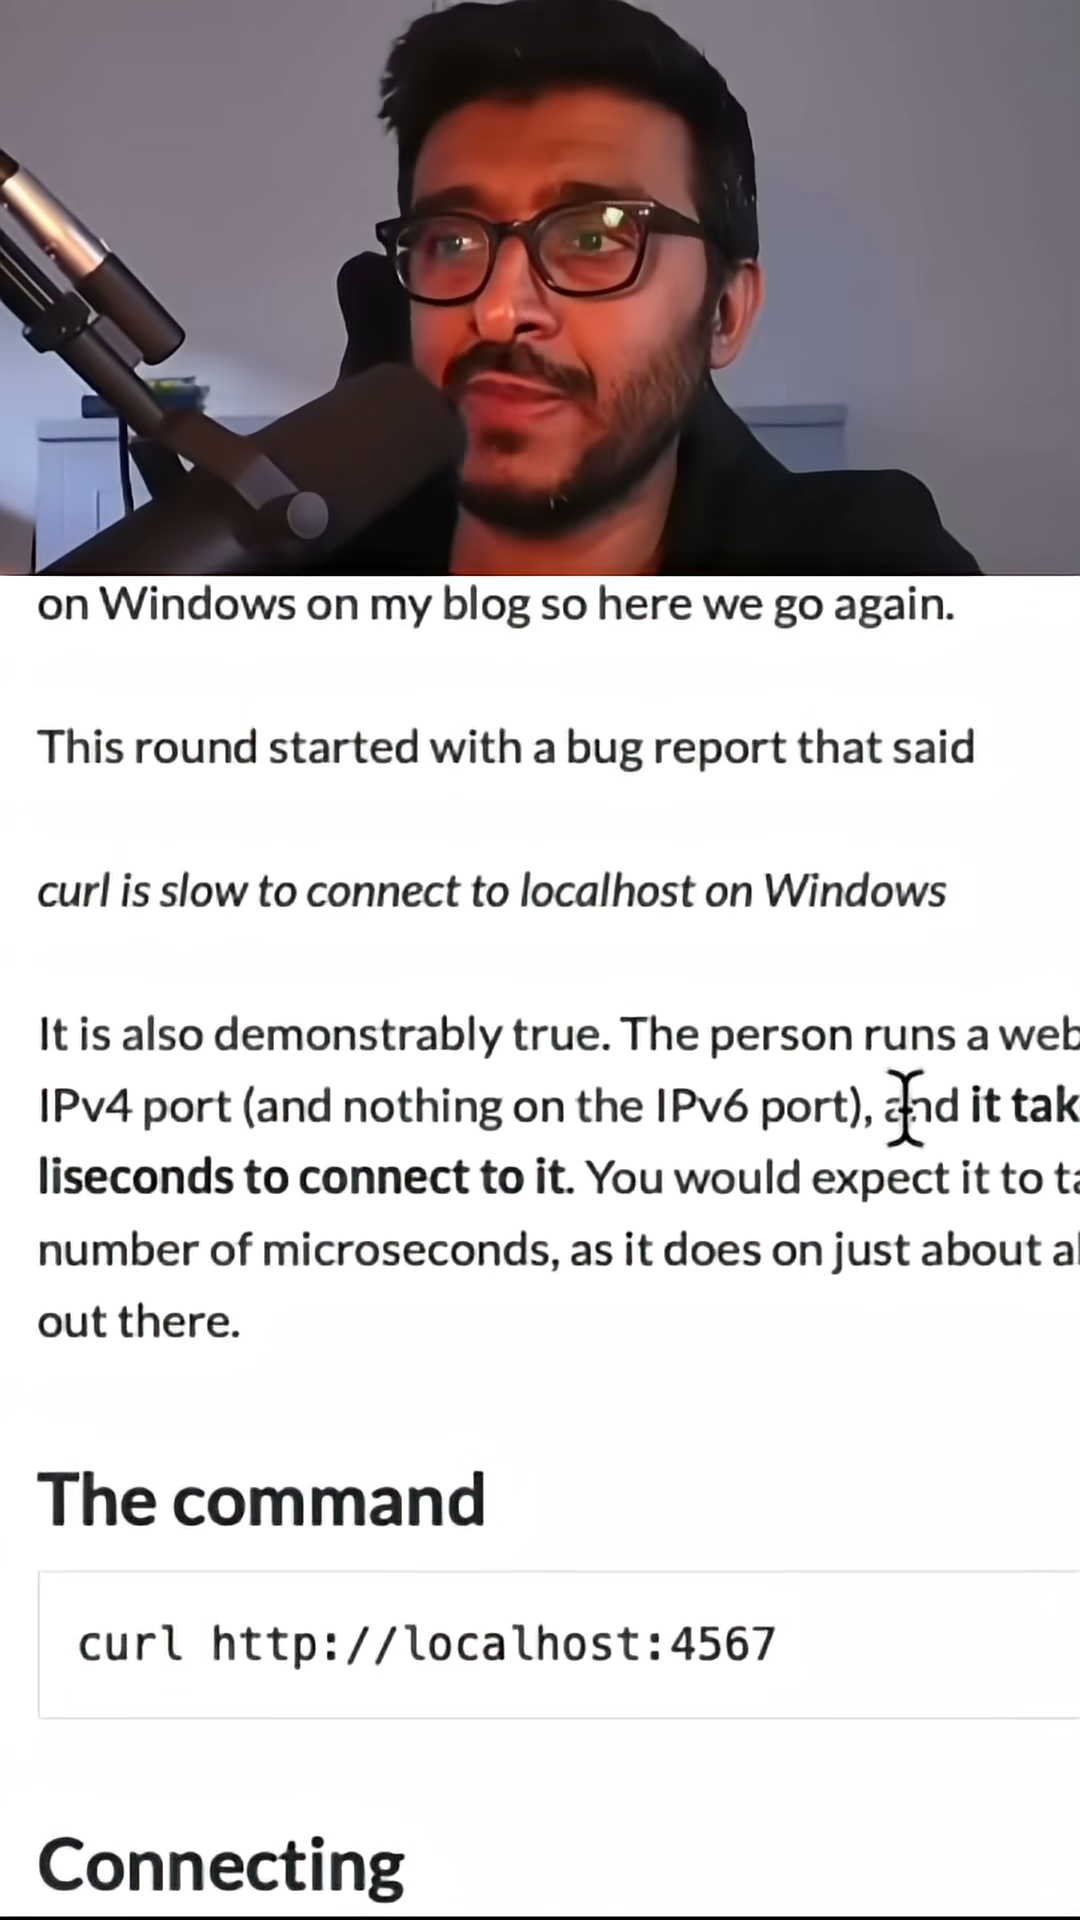 on Windows on my blog so here we go again.
This round started with a bug report that said
curl is slow to connect to localhost on Windows
It is also demonstrably true. The person runs a web
IPv4 port (and nothing on the IPv6 port), and it tak
liseconds to connect to it. You would expect it to ta
number of microseconds, as it does on just about al
out there.
The command
curl http://localhost:4567
Connecting